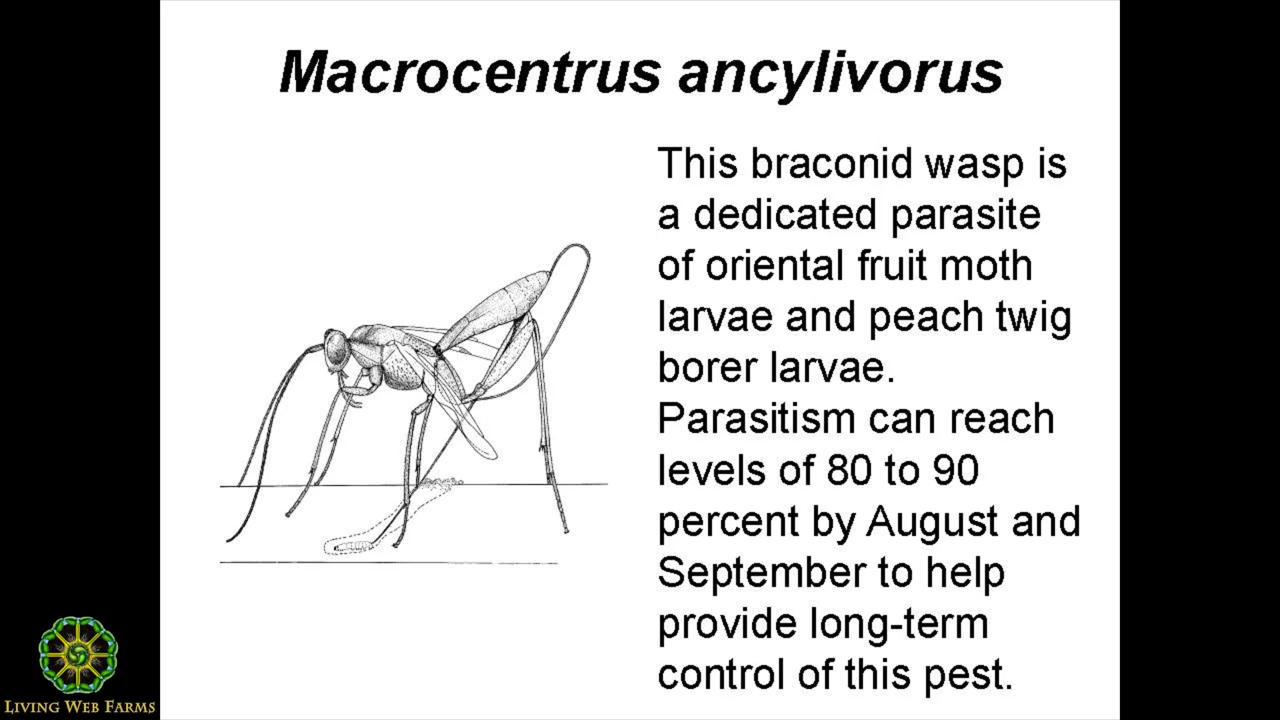 Macrocentrus ancylivorus
This braconid wasp is
a dedicated parasite
of oriental fruit moth
larvae and peach twig
borer larvae.
Parasitism can reach
levels of 80 to 90
percent by August and
September to help
provide long-term
control of this pest.
LIVING WEB FARMS